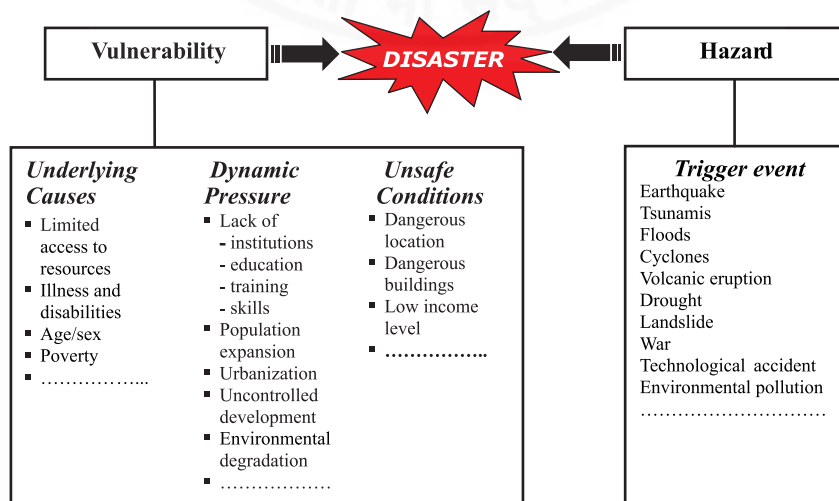 Vulnerability
DISASTER
Hazard
Underlying
Causes
▪ Limited
access to
resources
▪ Illness and
disabilities
▪ Age/sex
▪ Poverty
▪ ……………...
Dynamic
Pressure
▪ Lack of
- institutions
- education
- training
- skills
▪ Population
expansion
▪ Urbanization
▪ Uncontrolled
development
▪ Environmental
degradation
▪ ………………
Unsafe
Conditions
▪ Dangerous
location
▪ Dangerous
buildings
▪ Low income
level
▪ ……………..
Trigger event
Earthquake
Tsunamis
Floods
Cyclones
Volcanic eruption
Drought
Landslide
War
Technological accident
Environmental pollution
…………………………